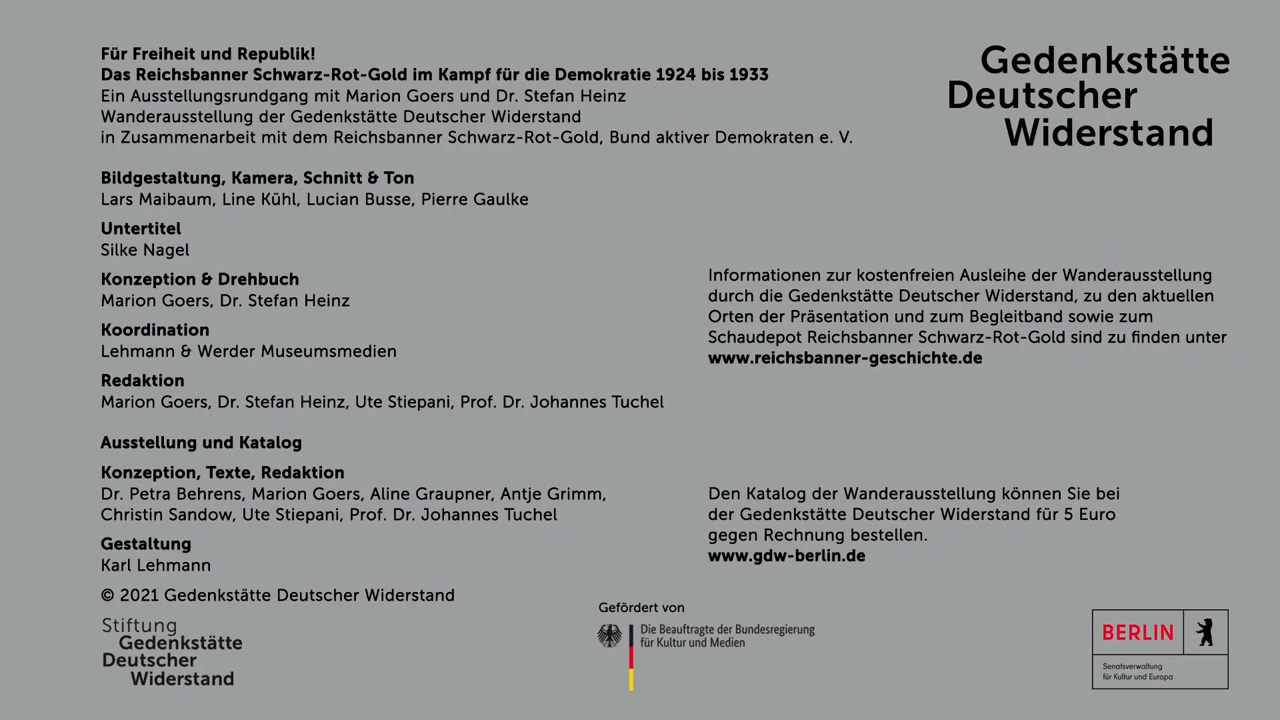 Für Freiheit und Republik!
Das Reichsbanner Schwarz-Rot-Gold im Kampf für die Demokratie 1924 bis 1933
Ein Ausstellungsrundgang mit Marion Goers und Dr. Stefan Heinz
Wanderausstellung der Gedenkstätte Deutscher Widerstand
in Zusammenarbeit mit dem Reichsbanner Schwarz-Rot-Gold, Bund aktiver Demokraten e. V.
Gedenkstätte
Deutscher
Widerstand
Bildgestaltung, Kamera, Schnitt & Ton
Lars Maibaum, Line Kühl, Lucian Busse, Pierre Gaulke
Untertitel
Silke Nagel
Konzeption & Drehbuch
Marion Goers, Dr. Stefan Heinz
Koordination
Lehmann & Werder Museumsmedien
Redaktion
Marion Goers, Dr. Stefan Heinz, Ute Stiepani, Prof. Dr. Johannes Tuchel
Informationen zur kostenfreien Ausleihe der Wanderausstellung
durch die Gedenkstätte Deutscher Widerstand, zu den aktuellen
Orten der Präsentation und zum Begleitband sowie zum
Schaudepot Reichsbanner Schwarz-Rot-Gold sind zu finden unter
www.reichsbanner-geschichte.de
Ausstellung und Katalog
Konzeption, Texte, Redaktion
Dr. Petra Behrens, Marion Goers, Aline Graupner, Antje Grimm,
Christin Sandow, Ute Stiepani, Prof. Dr. Johannes Tuchel
Gestaltung
Karl Lehmann
Den Katalog der Wanderausstellung können Sie bei
der Gedenkstätte Deutscher Widerstand für 5 Euro
gegen Rechnung bestellen.
www.gdw-berlin.de
© 2021 Gedenkstätte Deutscher Widerstand
Stiftung
Gedenkstätte
Deutscher
Widerstand
Gefördert von
Die Beauftragte der Bundesregierung
für Kultur und Medien
BERLIN
Senatsverwaltung
für Kultur und Europa